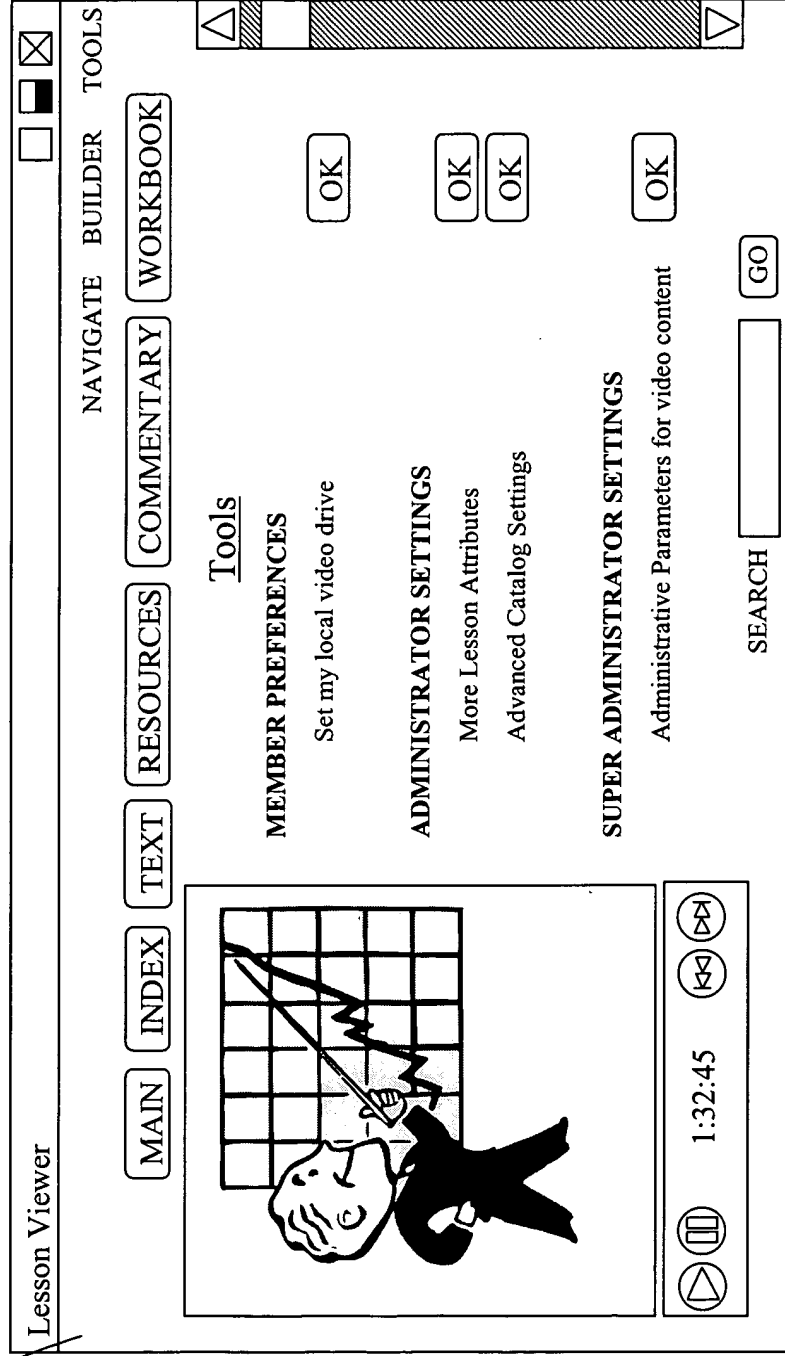 Lesson Viewer
NAVIGATE BUILDER TOOLS
MAIN INDEX TEXT RESOURCES COMMENTARY WORKBOOK
Tools
MEMBER PREFERENCES
Set my local video drive OK
ADMINISTRATOR SETTINGS
More Lesson Attributes OK
Advanced Catalog Settings OK
SUPER ADMINISTRATOR SETTINGS
Administrative Parameters for video content OK
1:32:45
SEARCH GO